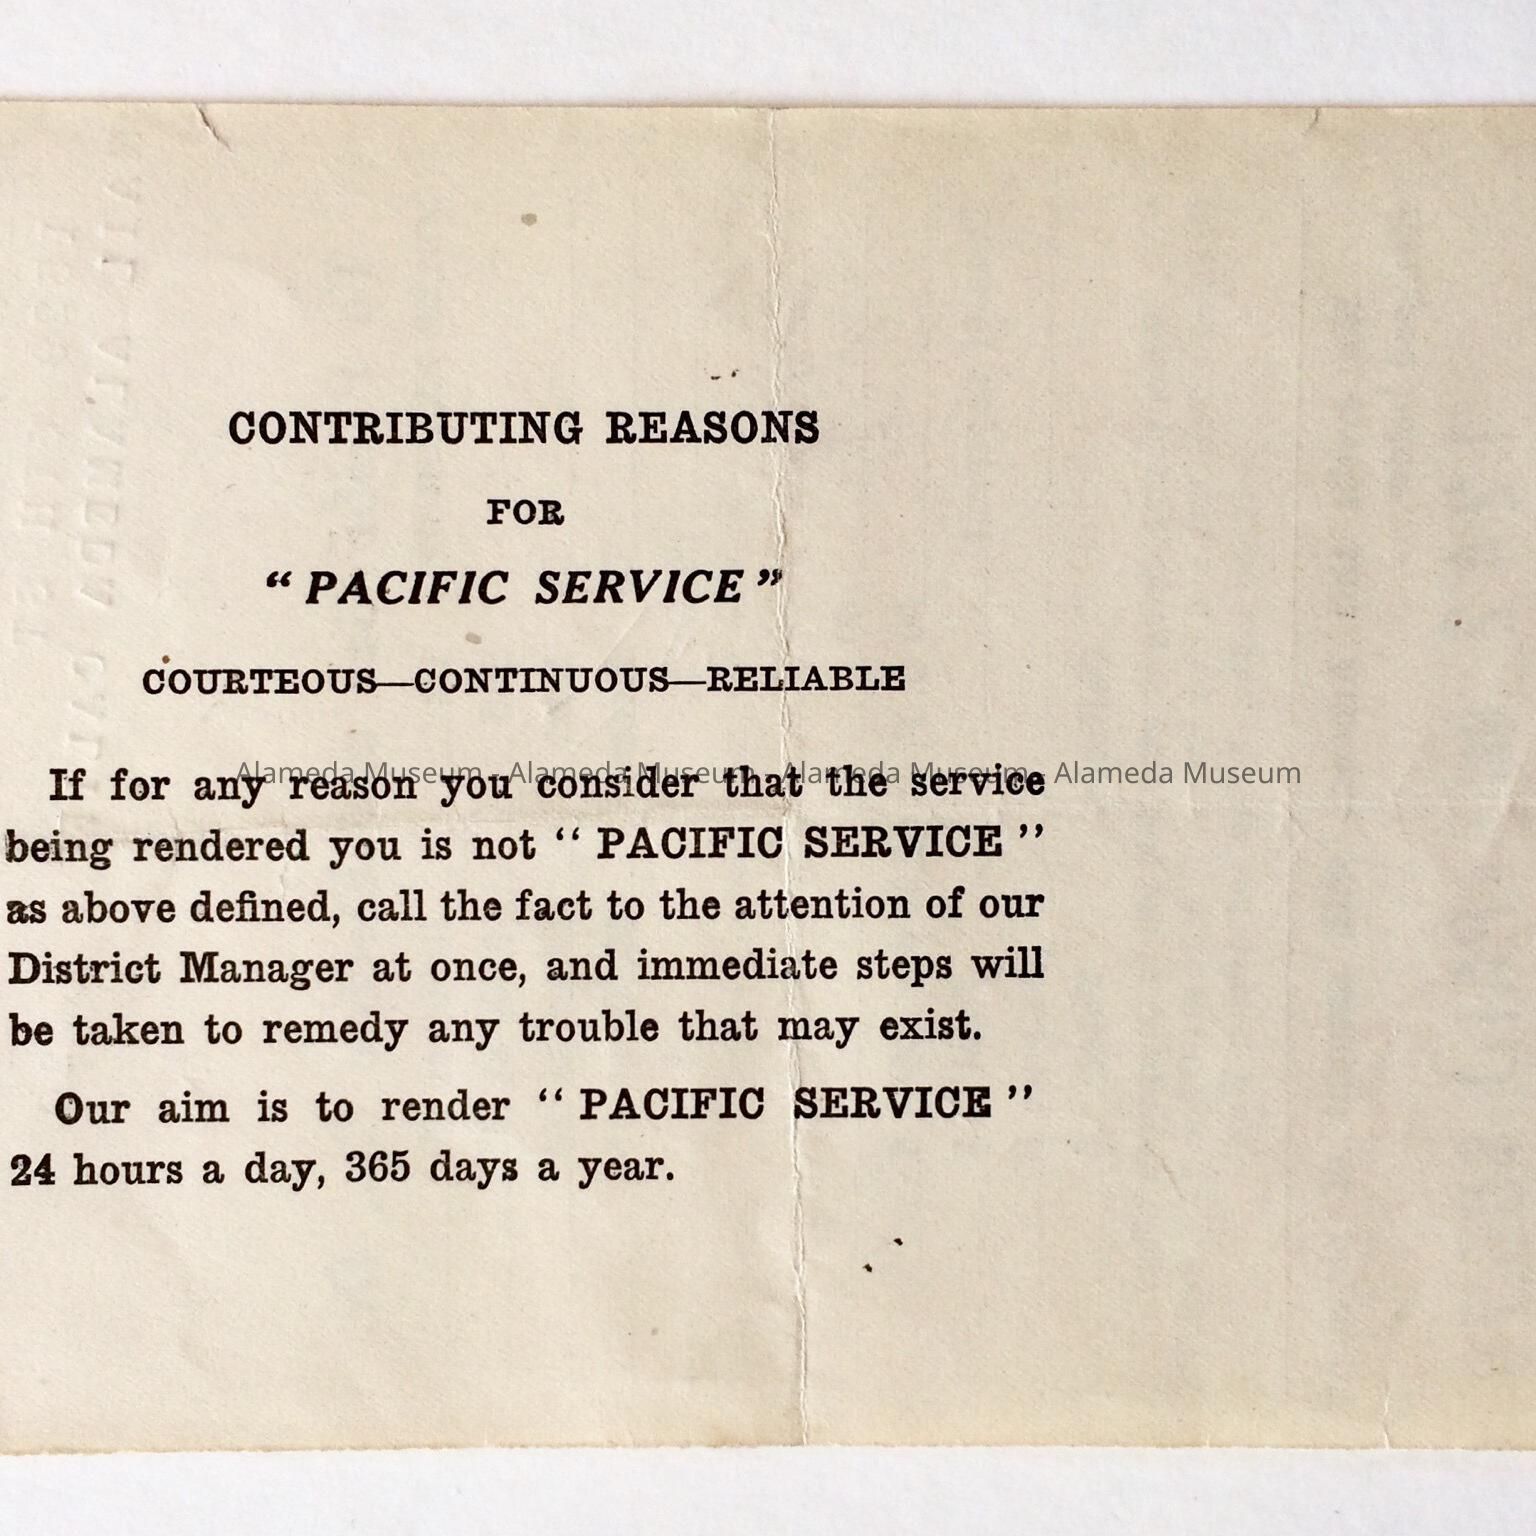 CONTRIBUTING REASONS
FOR
“PACIFIC SERVICE”
COURTEOUS—CONTINUOUS—RELIABLE
If for any reason you consider that the service
being rendered you is not “PACIFIC SERVICE”
as above defined, call the fact to the attention of our
District Manager at once, and immediate steps will
be taken to remedy any trouble that may exist.
Our aim is to render “PACIFIC SERVICE”
24 hours a day, 365 days a year.
Alameda Museum - Alameda Museum - Alameda Museum - Alameda Museum